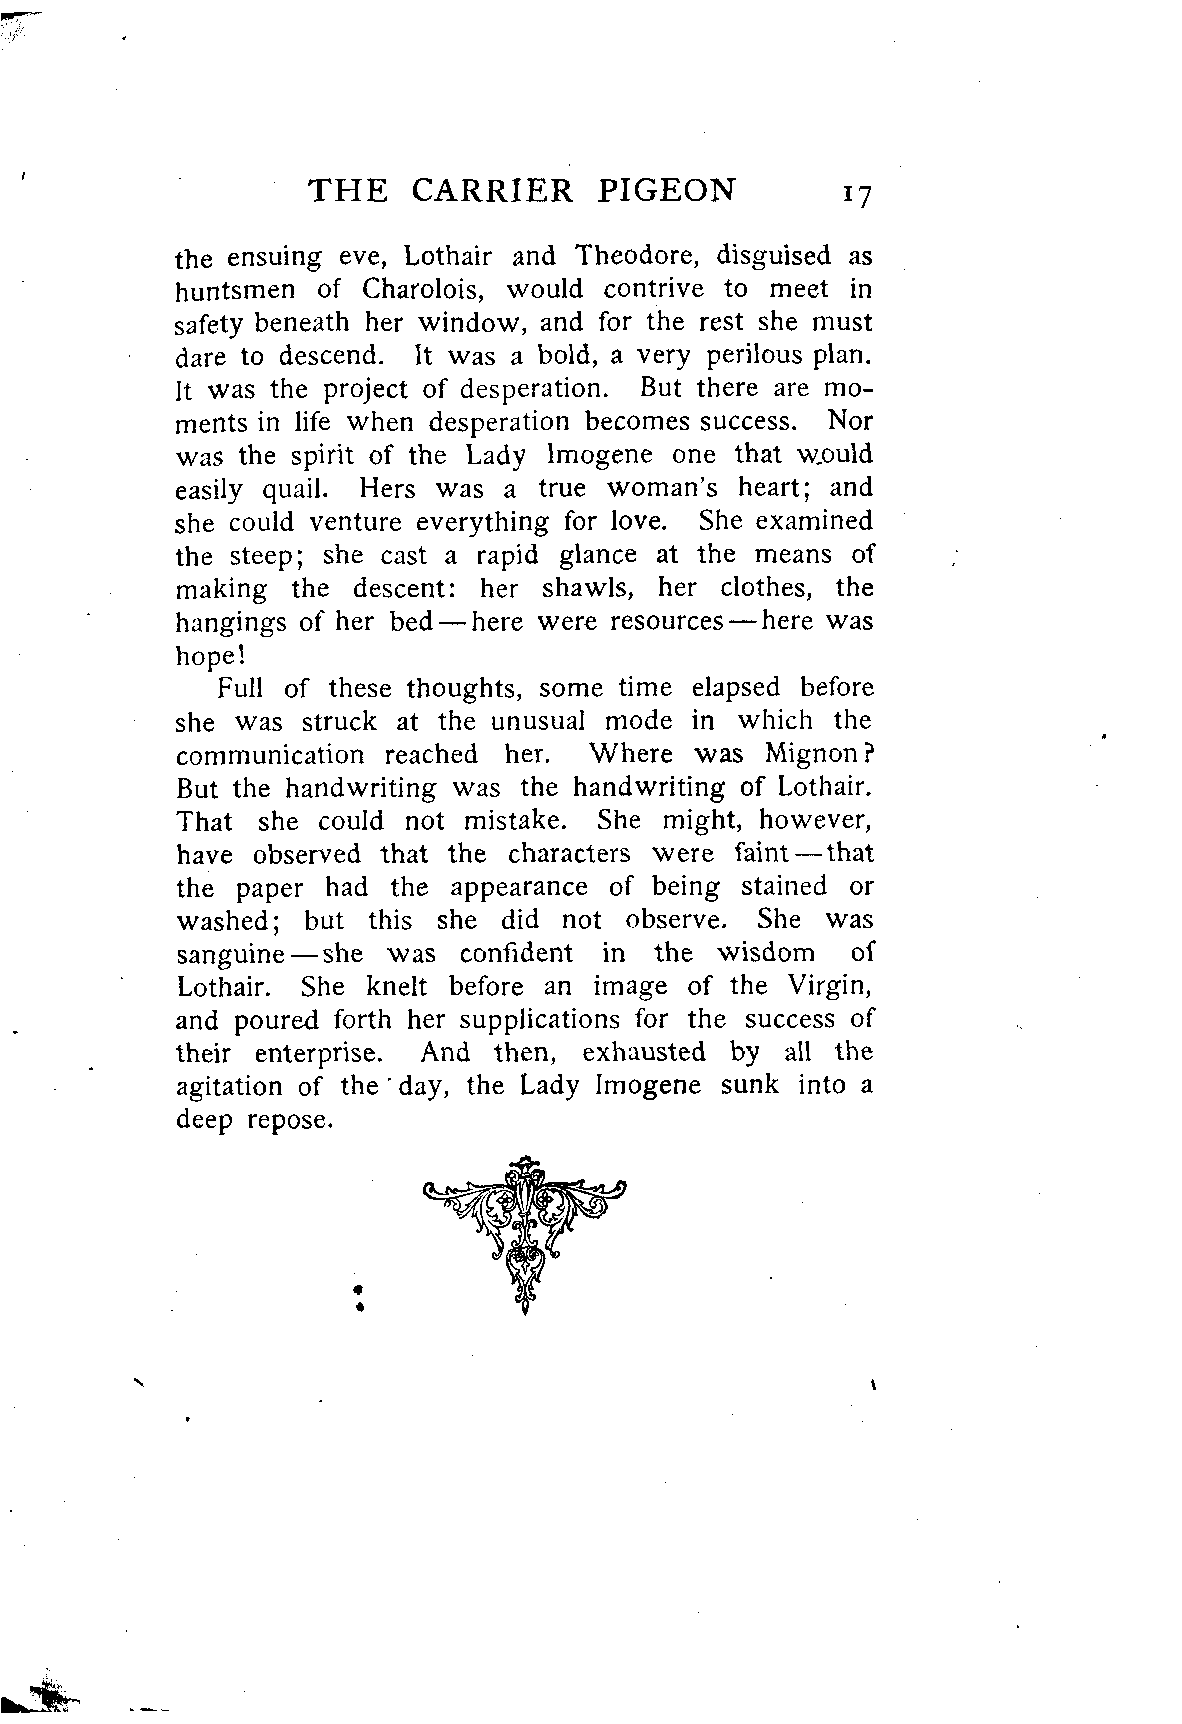 THE CARRIER PIGEON 17
the ensuing eve, Lothair and Theodore, disguised as
huntsmen of Charolois, would contrive to meet in
safety beneath her window, and for the rest she must
dare to descend. It was a bold, a very perilous plan.
It was the project of desperation. But there are mo-
ments in life when desperation becomes success. Nor
was the spirit of the Lady Imogene one that would
easily quail. Hers was a true woman's heart; and
she could venture everything for love. She examined
the steep; she cast a rapid glance at the means of
making the descent: her shawls, her clothes, the
hangings of her bed—here were resources—here was
hope!
Full of these thoughts, some time elapsed before
she was struck at the unusual mode in which the
communication reached her. Where was Mignon?
But the handwriting was the handwriting of Lothair.
That she could not mistake. She might, however,
have observed that the characters were faint—that
the paper had the appearance of being stained or
washed; but this she did not observe. She was
sanguine—she was confident in the wisdom of
Lothair. She knelt before an image of the Virgin,
and poured forth her supplications for the success of
their enterprise. And then, exhausted by all the
agitation of the day, the Lady Imogene sunk into a
deep repose.